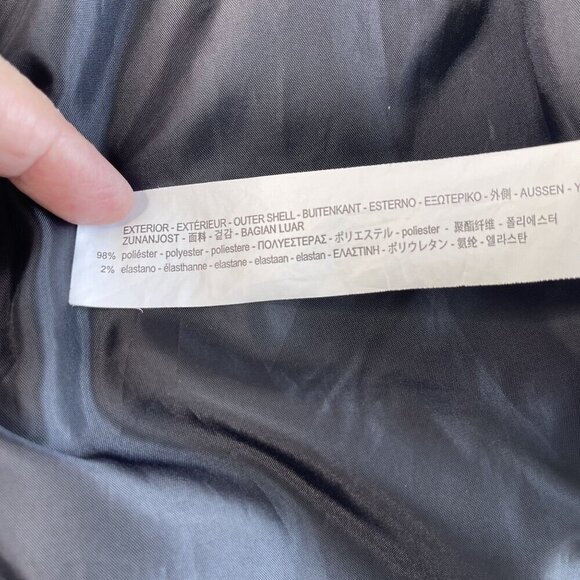 EXTERIOR - EXTÉRIEUR - OUTER SHELL - BUITENKANT - ESTERNO - ΕΞΩΤΕΡΙΚΟ - 外側 - AUSSEN -
ZUNANJOST - 面料 - 겉감 - BAGIAN LUAR
98% poliéster - polyester - poliestere - ΠΟΛΥΕΣΤΕΡΑΣ - ポリエステル - poliester - 聚酯纤维 - 폴리에스터
2% elastano - élasthanne - elastane - elastaan - elastan - ΕΛΑΣΤΙΝΗ - ポリウレタン - 氨纶 - 엘라스탄